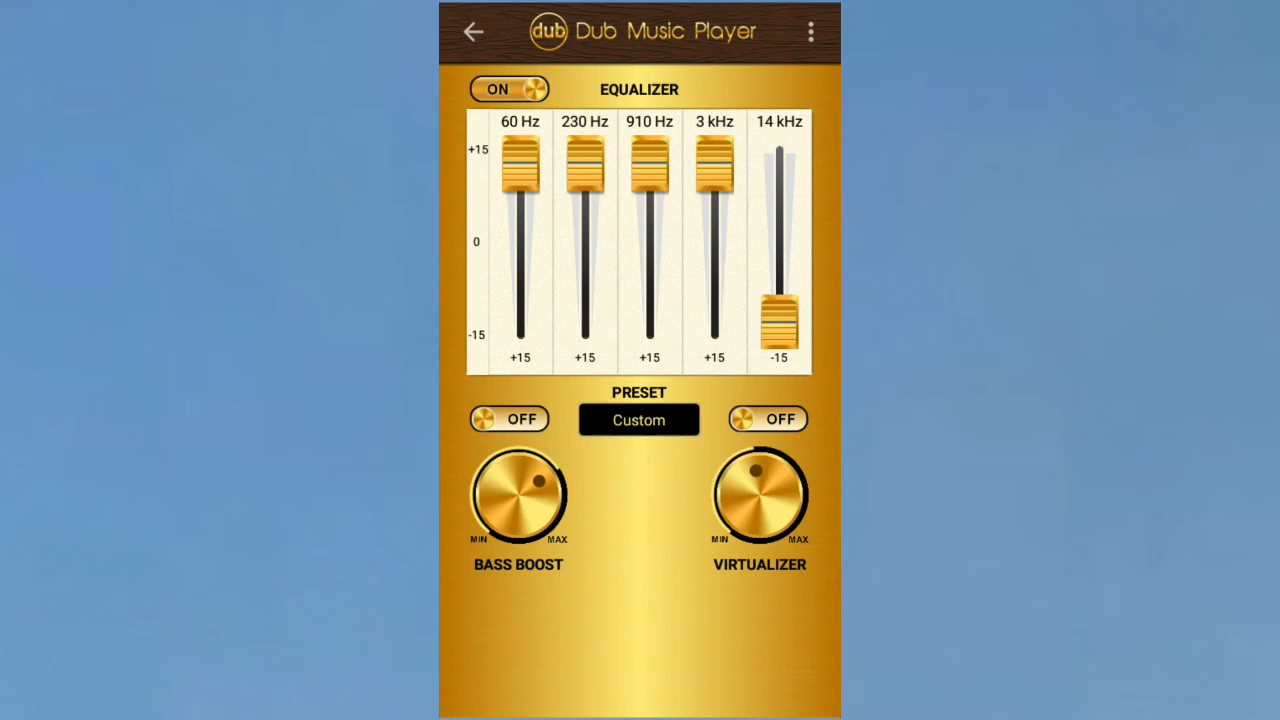 dub Dub Music Player
ON EQUALIZER
60 Hz 230 Hz 910 Hz 3 kHz 14 kHz
+15
0
-15
+15 +15 +15 +15 -15
PRESET
OFF Custom OFF
MIN MAX MIN MAX
BASS BOOST VIRTUALIZER